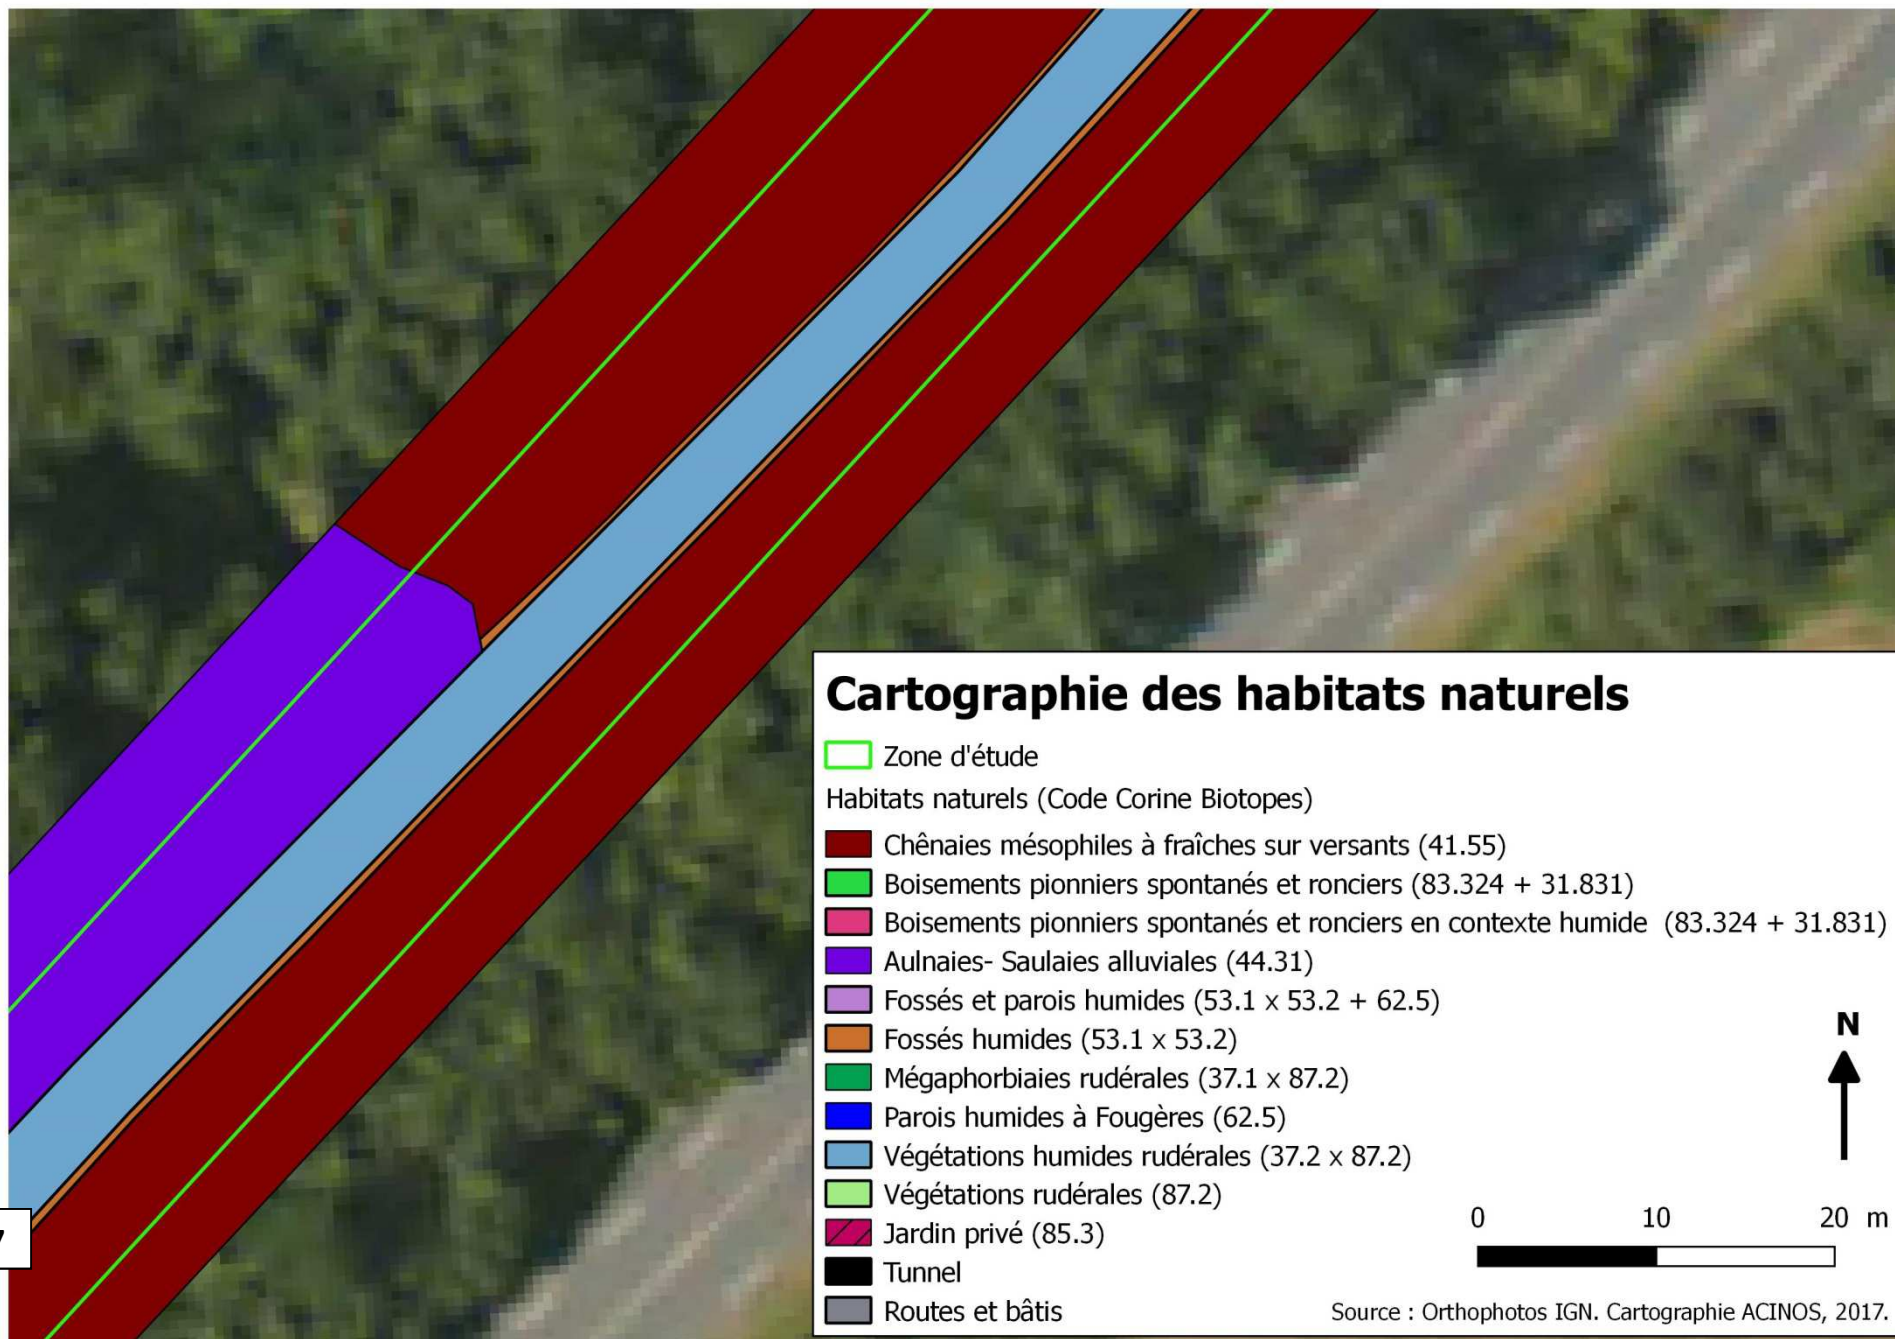 Cartographie des habitats naturels
Zone d'étude
Habitats naturels (Code Corine Biotopes)
Chênaies mésophiles à fraîches sur versants (41.55)
Boisements pionniers spontanés et ronciers (83.324 + 31.831)
Boisements pionniers spontanés et ronciers en contexte humide (83.324 + 31.831)
Aulnaies- Saulaies alluviales (44.31)
Fossés et parois humides (53.1 x 53.2 + 62.5)
Fossés humides (53.1 x 53.2)
Mégaphorbiaies rudérales (37.1 x 87.2)
Parois humides à Fougères (62.5)
Végétations humides rudérales (37.2 x 87.2)
Végétations rudérales (87.2)
Jardin privé (85.3)
Tunnel
Routes et bâtis
N
0 10 20 m
Source : Orthophotos IGN. Cartographie ACINOS, 2017.